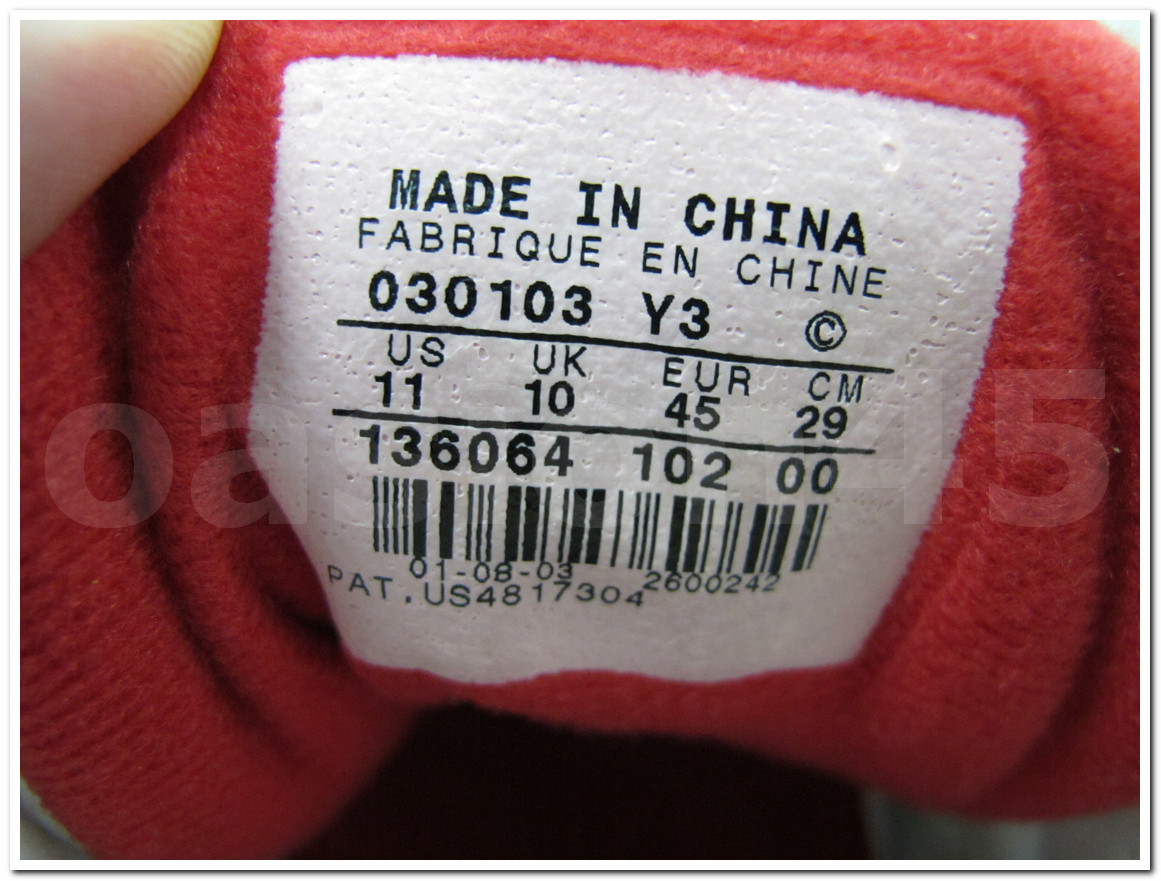 MADE IN CHINA
FABRIQUE EN CHINE
030103 Y3 ©
US UK EUR CM
11 10 45 29
136064 102 00
01-08-03 2600242
PAT.US4817304